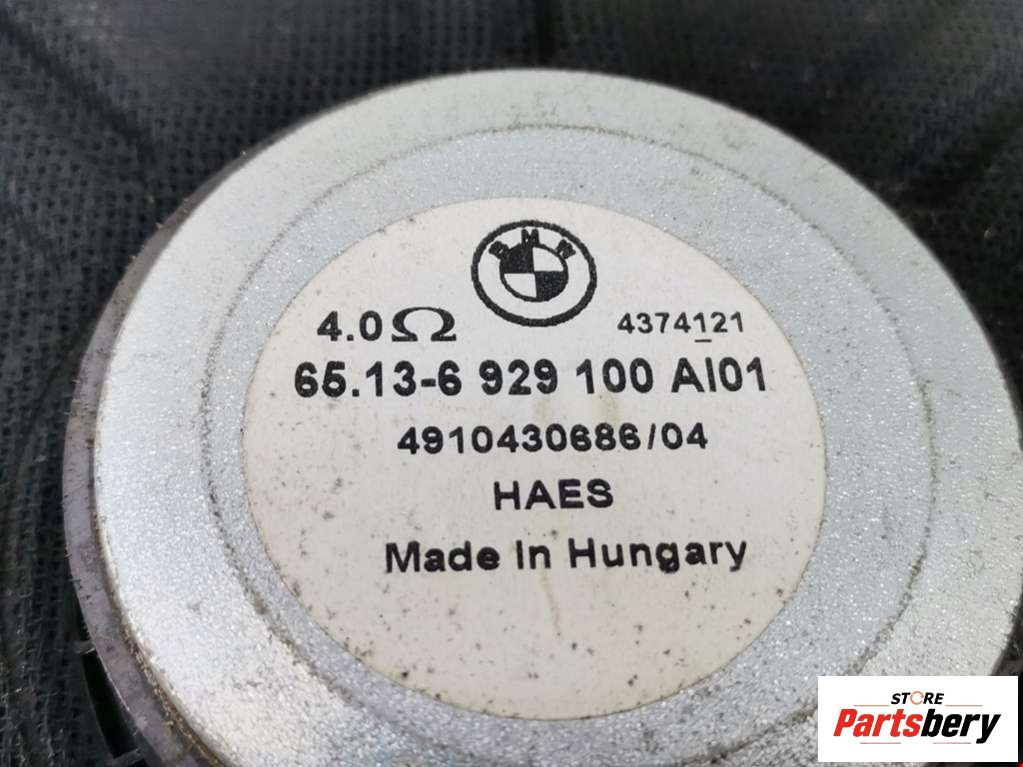 BMW
4.0Ω 4374121
65.13-6 929 100 AI01
4910430686/04
HAES
Made In Hungary
STORE
Partsbery